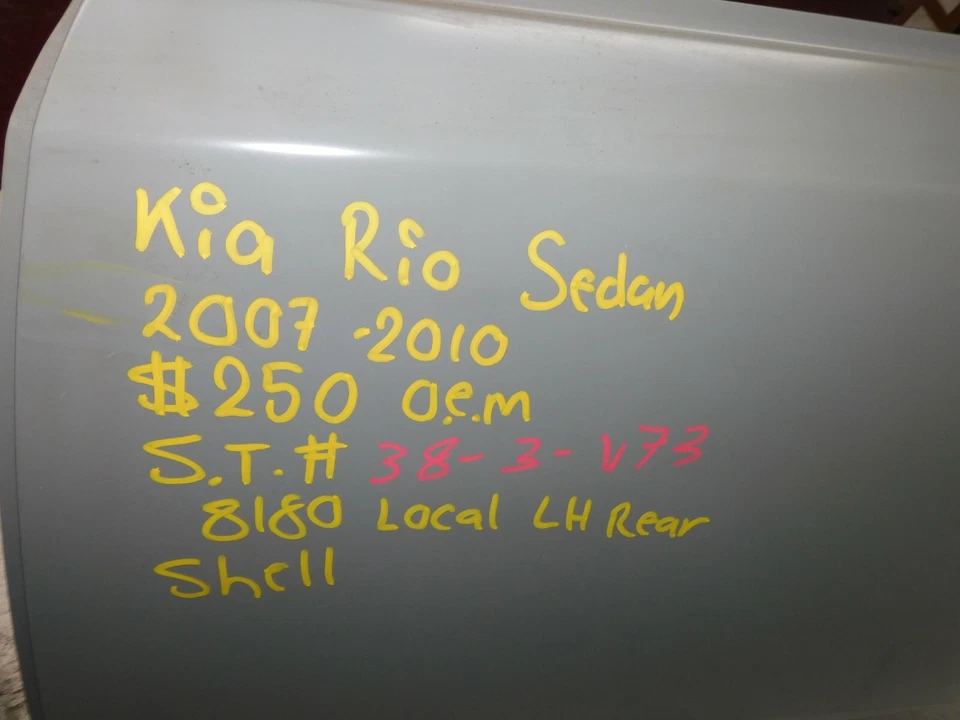 Kia Rio Sedan
2007-2010
$250 O.e.m
S.T.# 38-3-V73
8180 Local LH Rear
Shell